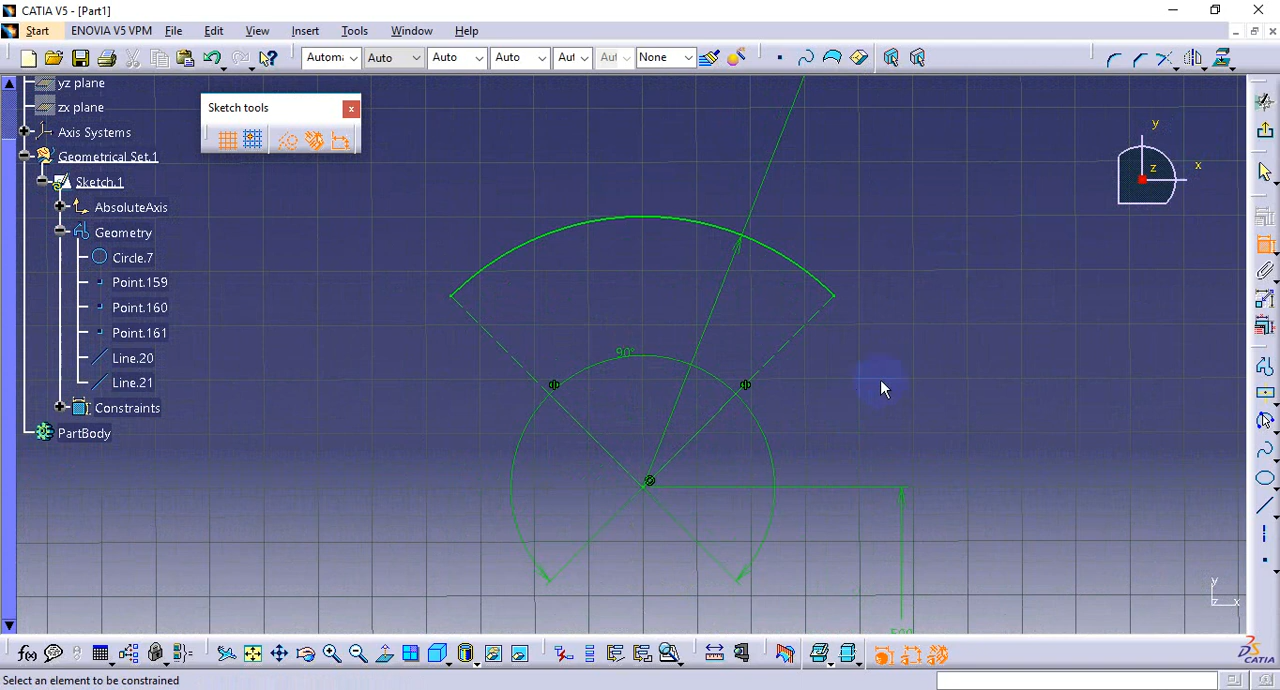 CATIA V5 - [Part1]
Start ENOVIA V5 VPM File Edit View Insert Tools Window Help
Automa Auto Auto Auto Aut Aut None
yz plane
zx plane
Axis Systems
Geometrical Set.1
Sketch.1
AbsoluteAxis
Geometry
Circle.7
Point.159
Point.160
Point.161
Line.20
Line.21
Constraints
PartBody
Sketch tools
90°
y
x
z
y
z x
f(x)
CATIA
Select an element to be constrained